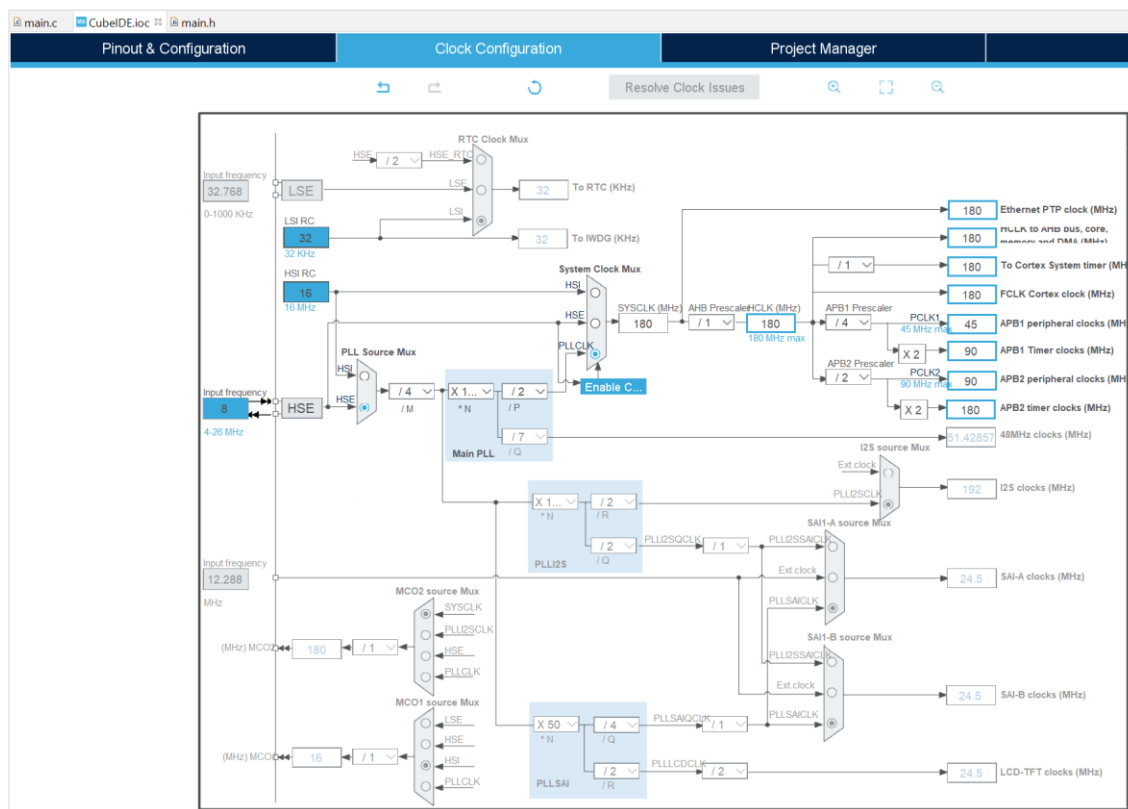 main.c
CubeIDE.ioc
main.h
Pinout & Configuration
Clock Configuration
Project Manager
Resolve Clock Issues
RTC Clock Mux
HSE
/ 2
HSE_RTC
Input frequency
32.768
0-1000 KHz
LSE
LSE
32
To RTC (KHz)
LSI
LSI RC
32
32 KHz
32
To IWDG (KHz)
180
Ethernet PTP clock (MHz)
180
HCLK to AHB bus, core,
memory and DMA (MHz)
/ 1
180
To Cortex System timer (MH
180
FCLK Cortex clock (MHz)
HSI RC
16
16 MHz
System Clock Mux
HSI
HSE
PLLCLK
SYSCLK (MHz)
180
AHB Prescaler
/ 1
HCLK (MHz)
180
180 MHz max
APB1 Prescaler
/ 4
PCLK1
45 MHz max
45
APB1 peripheral clocks (MH
X 2
90
APB1 Timer clocks (MHz)
APB2 Prescaler
/ 2
PCLK2
90 MHz max
90
APB2 peripheral clocks (MH
X 2
180
APB2 timer clocks (MHz)
Enable C...
PLL Source Mux
HSI
HSE
Input frequency
8
4-26 MHz
HSE
/ 4
/ M
X 1...
* N
/ 2
/ P
/ 7
/ Q
Main PLL
51.42857
48MHz clocks (MHz)
I2S source Mux
Ext.clock
PLLI2SCLK
192
I2S clocks (MHz)
X 1...
* N
/ 2
/ R
/ 2
/ Q
PLLI2S
PLLI2SQCLK
/ 1
SAI1-A source Mux
PLLI2SSAICLK
Ext.clock
PLLSAICLK
24.5
SAI-A clocks (MHz)
Input frequency
12.288
MHz
MCO2 source Mux
SYSCLK
PLLI2SCLK
HSE
PLLCLK
(MHz) MCO2
180
/ 1
SAI1-B source Mux
PLLI2SSAICLK
Ext.clock
PLLSAICLK
24.5
SAI-B clocks (MHz)
MCO1 source Mux
LSE
HSE
HSI
PLLCLK
(MHz) MCO
16
/ 1
X 50
* N
/ 4
/ Q
/ 2
/ R
PLLSAI
PLLSAIQCLK
/ 1
PLLLCDCLK
/ 2
24.5
LCD-TFT clocks (MHz)